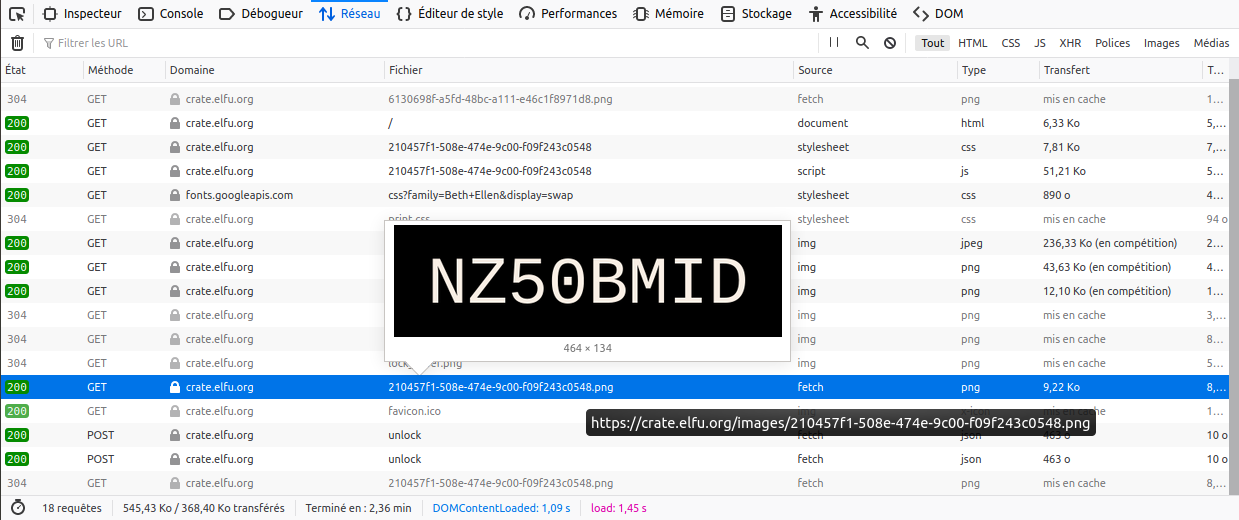 Inspecteur Console Débogueur Réseau Éditeur de style Performances Mémoire Stockage Accessibilité DOM
Filtrer les URL Tout HTML CSS JS XHR Polices Images Médias
État Méthode Domaine Fichier Source Type Transfert T…
304 GET crate.elfu.org 6130698f-a5fd-48bc-a111-e46c1f8971d8.png fetch png mis en cache 1…
200 GET crate.elfu.org / document html 6,33 Ko 5,…
200 GET crate.elfu.org 210457f1-508e-474e-9c00-f09f243c0548 stylesheet css 7,81 Ko 7,…
200 GET crate.elfu.org 210457f1-508e-474e-9c00-f09f243c0548 script js 51,21 Ko 5…
200 GET fonts.googleapis.com css?family=Beth+Ellen&display=swap stylesheet css 890 o 4…
304 GET crate.elfu.org print.css stylesheet css mis en cache 94 o
200 GET crate.elfu.org img jpeg 236,33 Ko (en compétition) 2…
200 GET crate.elfu.org img png 43,63 Ko (en compétition) 4…
NZ50BMID
200 GET crate.elfu.org img png 12,10 Ko (en compétition) 1…
304 GET crate.elfu.org img png mis en cache 3,…
304 GET crate.elfu.org img png mis en cache 8…
464 × 134
304 GET crate.elfu.org img png mis en cache 5…
200 GET crate.elfu.org 210457f1-508e-474e-9c00-f09f243c0548.png fetch png 9,22 Ko 8,…
200 GET crate.elfu.org favicon.ico mis en cache 1…
https://crate.elfu.org/images/210457f1-508e-474e-9c00-f09f243c0548.png
200 POST crate.elfu.org unlock fetch json 463 o 10 o
200 POST crate.elfu.org unlock fetch json 463 o 10 o
304 GET crate.elfu.org 210457f1-508e-474e-9c00-f09f243c0548.png fetch png mis en cache 8,…
18 requêtes 545,43 Ko / 368,40 Ko transférés Terminé en : 2,36 min DOMContentLoaded: 1,09 s load: 1,45 s